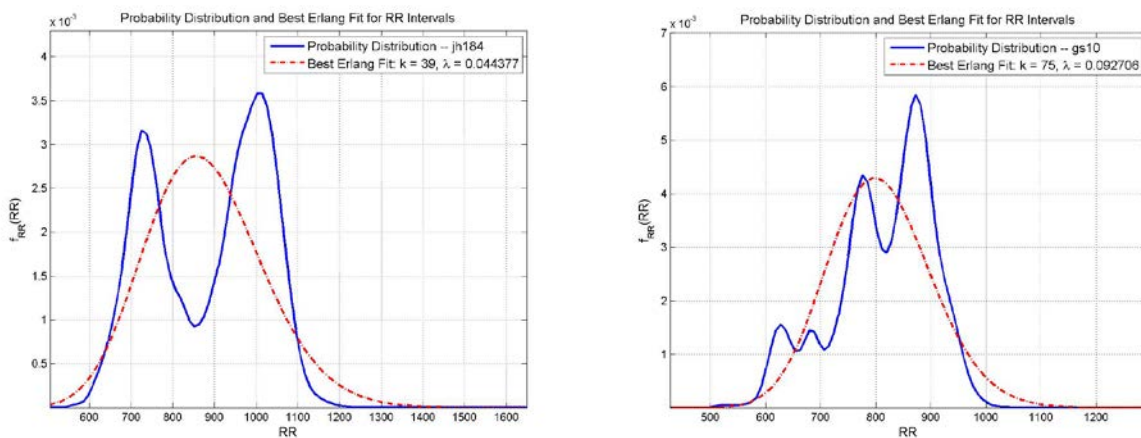 Probability Distribution and Best Erlang Fit for RR Intervals
x 10⁻³
Probability Distribution -- jh184
Best Erlang Fit: k = 39, λ = 0.044377
4
3.5
3
2.5
2
1.5
1
0.5
f_RR(RR)
600 700 800 900 1000 1100 1200 1300 1400 1500 1600
RR
Probability Distribution and Best Erlang Fit for RR Intervals
x 10⁻³
7
Probability Distribution -- gs10
Best Erlang Fit: k = 75, λ = 0.092706
6
5
4
3
2
1
f_RR(RR)
500 600 700 800 900 1000 1100 1200
RR